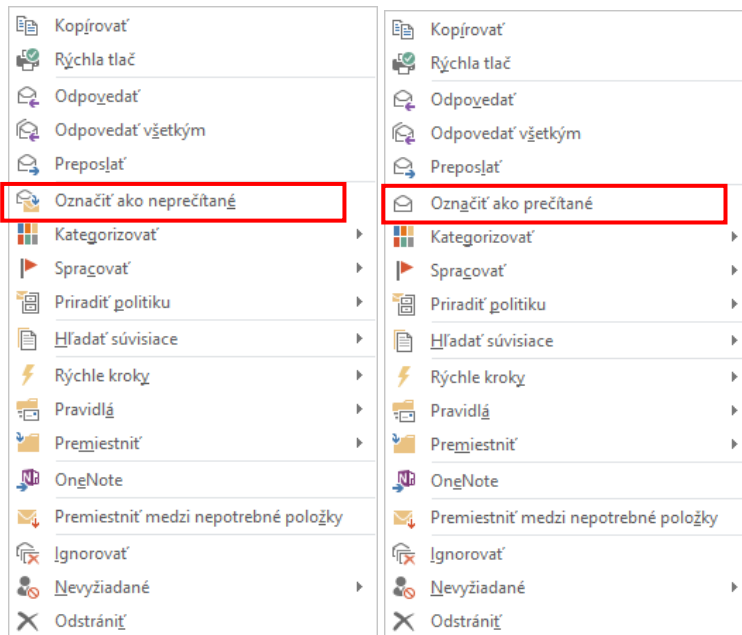 Kopírovať
Rýchla tlač
Odpovedať
Odpovedať všetkým
Preposlať
Označiť ako neprečítané
Kategorizovať
Spracovať
Priradiť politiku
Hľadať súvisiace
Rýchle kroky
Pravidlá
Premiestniť
OneNote
Premiestniť medzi nepotrebné položky
Ignorovať
Nevyžiadané
Odstrániť
Kopírovať
Rýchla tlač
Odpovedať
Odpovedať všetkým
Preposlať
Označiť ako prečítané
Kategorizovať
Spracovať
Priradiť politiku
Hľadať súvisiace
Rýchle kroky
Pravidlá
Premiestniť
OneNote
Premiestniť medzi nepotrebné položky
Ignorovať
Nevyžiadané
Odstrániť